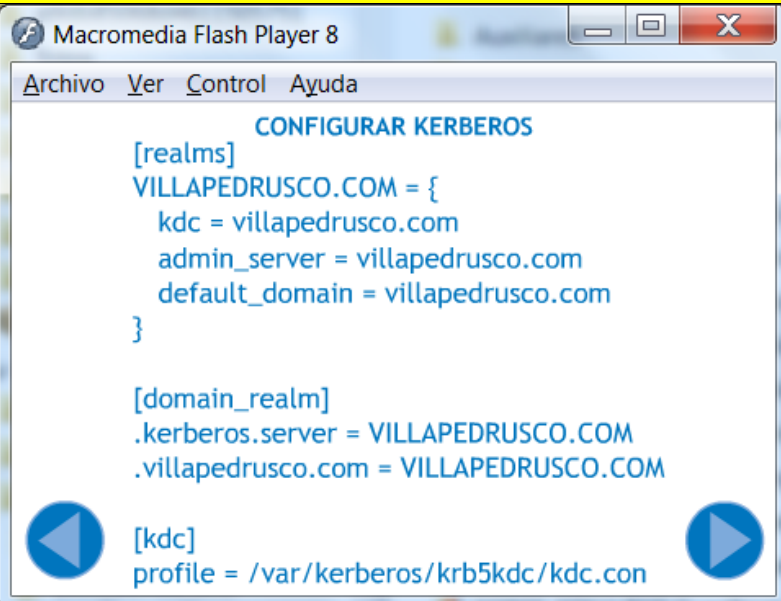 Macromedia Flash Player 8
Archivo Ver Control Ayuda
CONFIGURAR KERBEROS
[realms]
VILLAPEDRUSCO.COM = {
kdc = villapedrusco.com
admin_server = villapedrusco.com
default_domain = villapedrusco.com
}
[domain_realm]
.kerberos.server = VILLAPEDRUSCO.COM
.villapedrusco.com = VILLAPEDRUSCO.COM
[kdc]
profile = /var/kerberos/krb5kdc/kdc.con